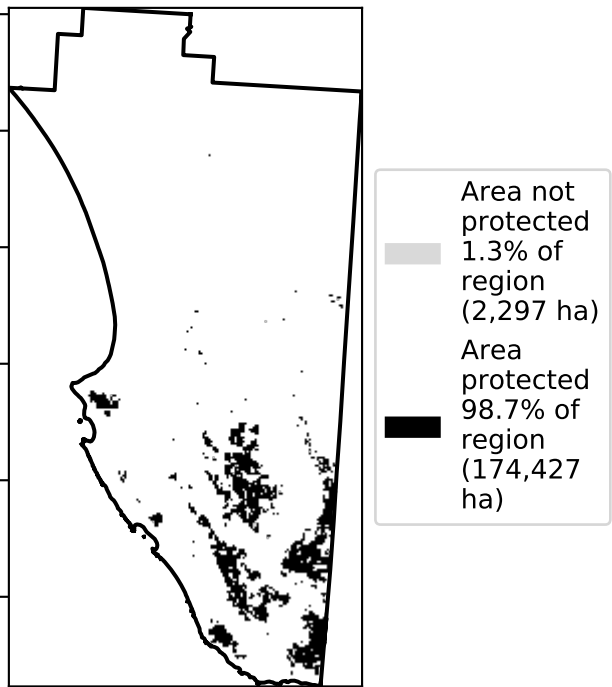 Area not
protected
1.3% of
region
(2,297 ha)
Area
protected
98.7% of
region
(174,427
ha)